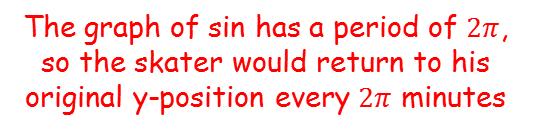 The graph of sin has a period of 2π,
so the skater would return to his
original y-position every 2π minutes